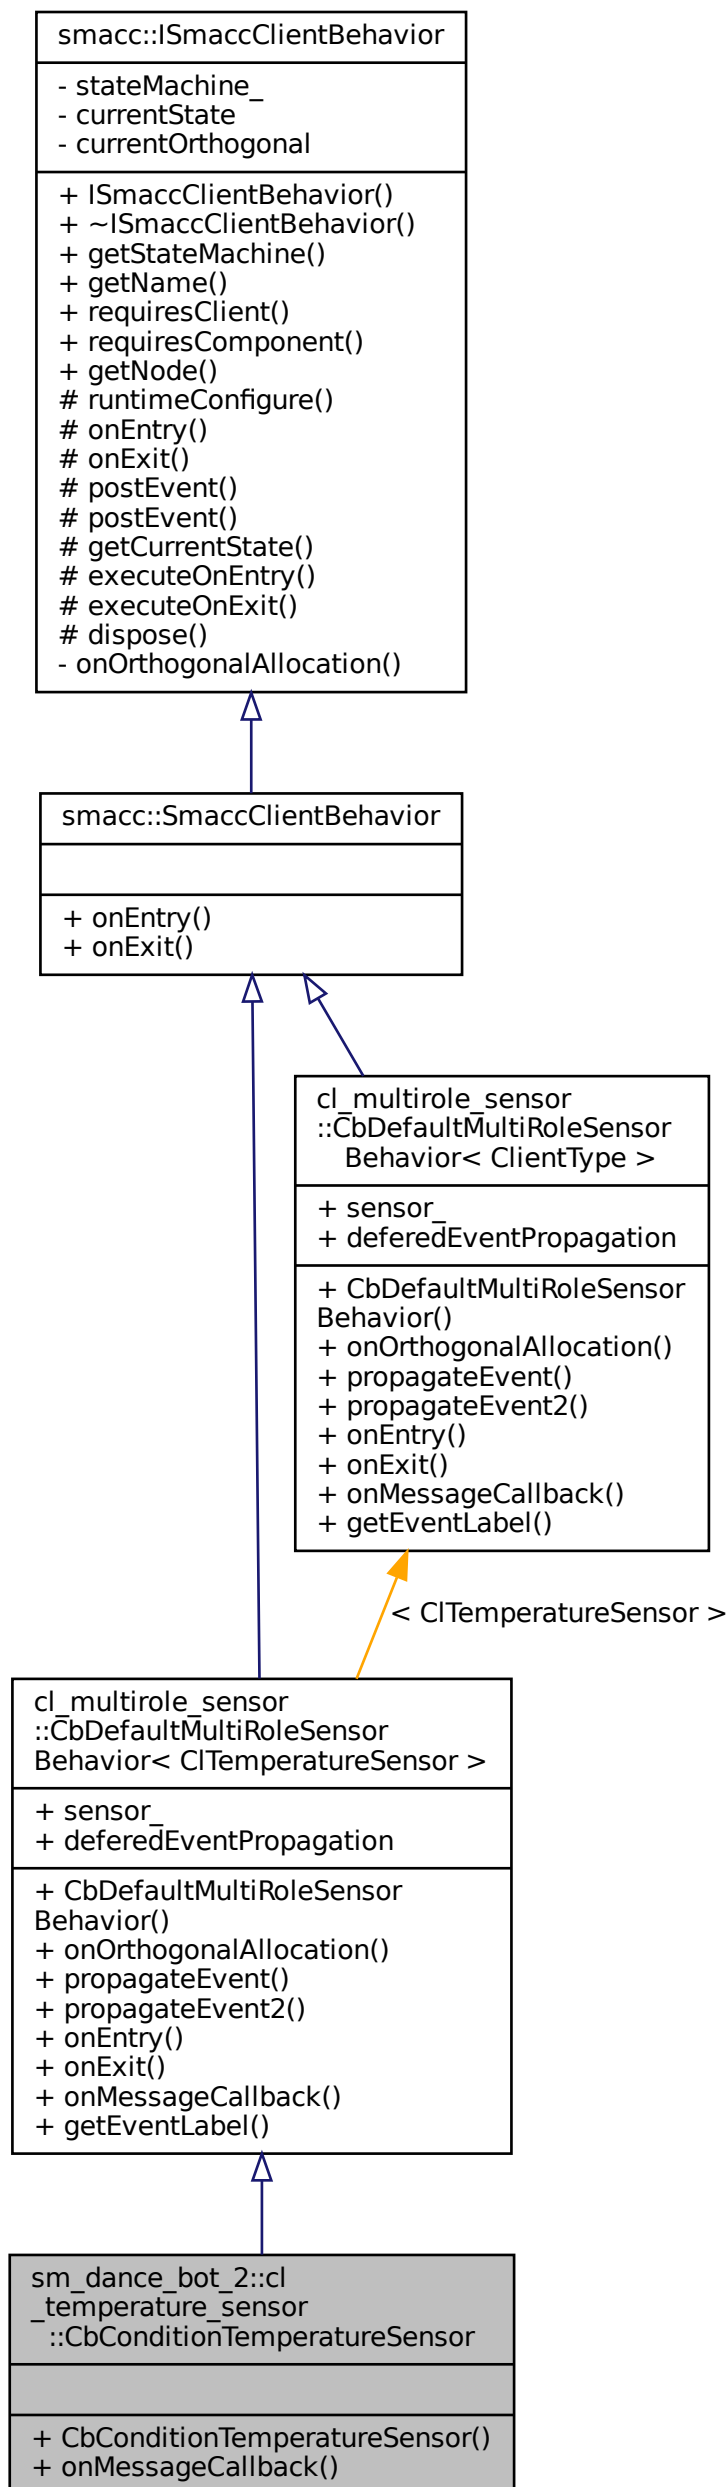 smacc::ISmaccClientBehavior
- stateMachine_
- currentState
- currentOrthogonal
+ ISmaccClientBehavior()
+ ~ISmaccClientBehavior()
+ getStateMachine()
+ getName()
+ requiresClient()
+ requiresComponent()
+ getNode()
# runtimeConfigure()
# onEntry()
# onExit()
# postEvent()
# postEvent()
# getCurrentState()
# executeOnEntry()
# executeOnExit()
# dispose()
- onOrthogonalAllocation()
smacc::SmaccClientBehavior
+ onEntry()
+ onExit()
cl_multirole_sensor
::CbDefaultMultiRoleSensor
Behavior< ClientType >
+ sensor_
+ deferedEventPropagation
+ CbDefaultMultiRoleSensor
Behavior()
+ onOrthogonalAllocation()
+ propagateEvent()
+ propagateEvent2()
+ onEntry()
+ onExit()
+ onMessageCallback()
+ getEventLabel()
< ClTemperatureSensor >
cl_multirole_sensor
::CbDefaultMultiRoleSensor
Behavior< ClTemperatureSensor >
+ sensor_
+ deferedEventPropagation
+ CbDefaultMultiRoleSensor
Behavior()
+ onOrthogonalAllocation()
+ propagateEvent()
+ propagateEvent2()
+ onEntry()
+ onExit()
+ onMessageCallback()
+ getEventLabel()
sm_dance_bot_2::cl
_temperature_sensor
::CbConditionTemperatureSensor
+ CbConditionTemperatureSensor()
+ onMessageCallback()